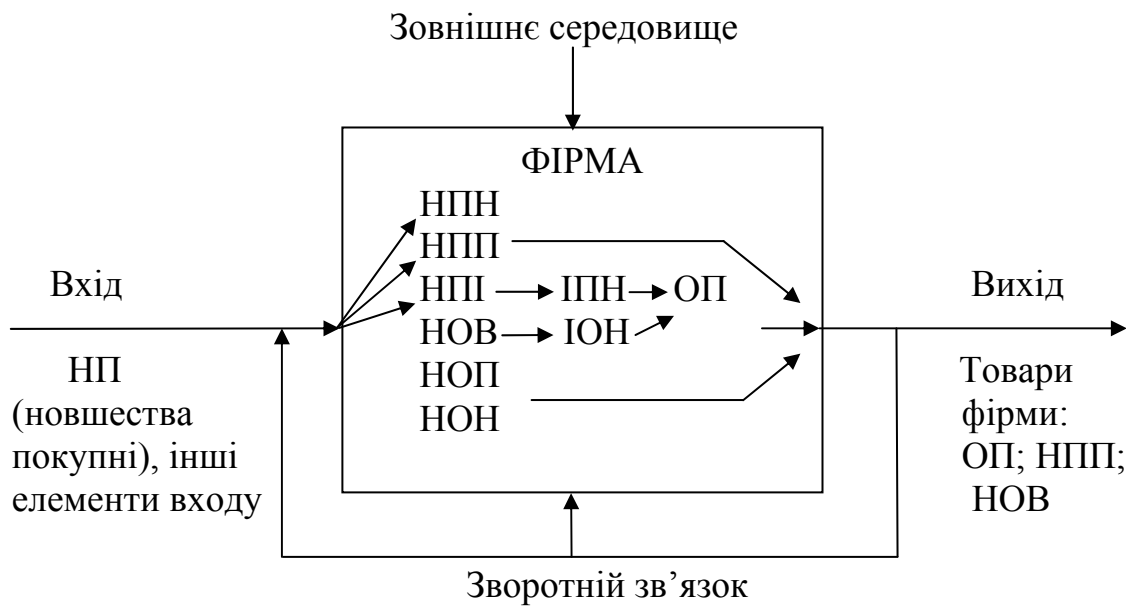 Зовнішнє середовище
ФІРМА
НПН
НПП
Вхід
НПІ ІПН ОП
Вихід
НОВ ІОН
НП
НОП
Товари
(новшества
НОН
фірми:
покупні), інші
ОП; НПП;
елементи входу
НОВ
Зворотній зв’язок